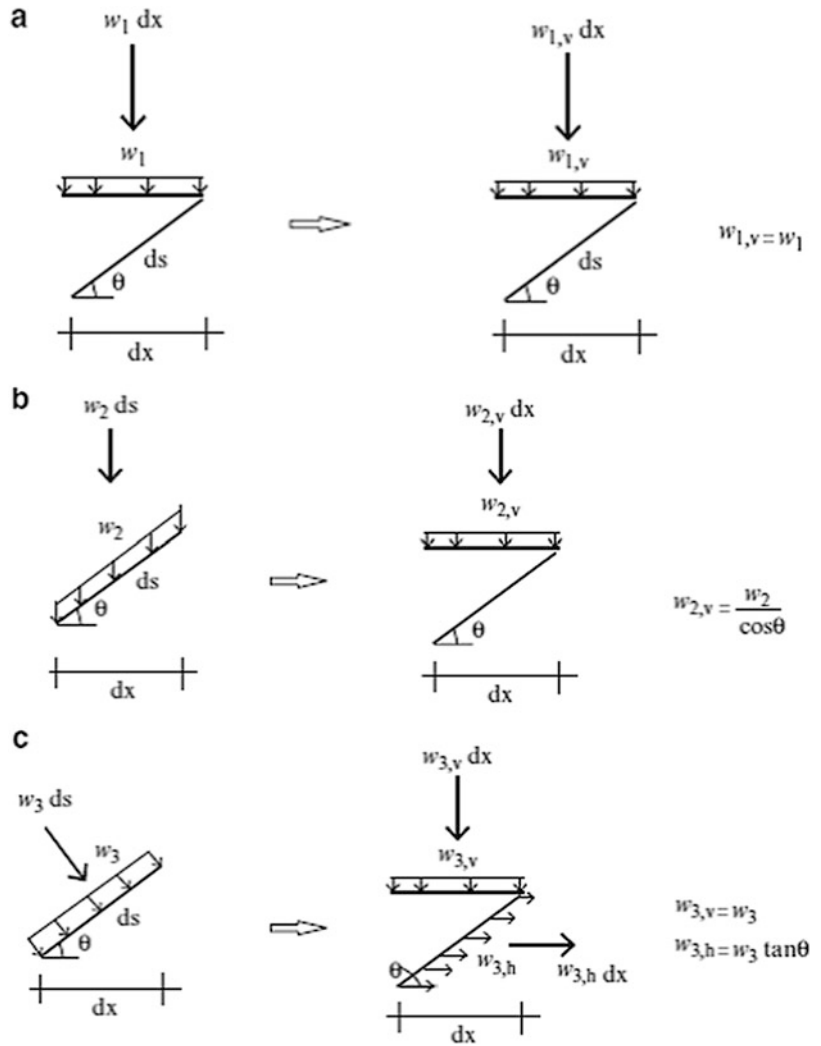 a
w1 dx
w1,v dx
w1
w1,v
w1,v = w1
ds
θ
ds
θ
dx
dx
b
w2 ds
w2,v dx
w2
w2,v
ds
θ
θ
w2,v = w2/cosθ
dx
dx
c
w3,v dx
w3 ds
w3
w3,v
ds
θ
w3,v = w3
w3,h = w3 tanθ
θ
w3,h
w3,h dx
dx
dx